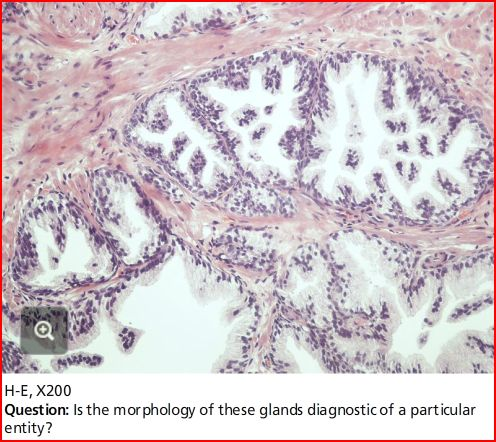 H-E, X200
Question: Is the morphology of these glands diagnostic of a particular
entity?